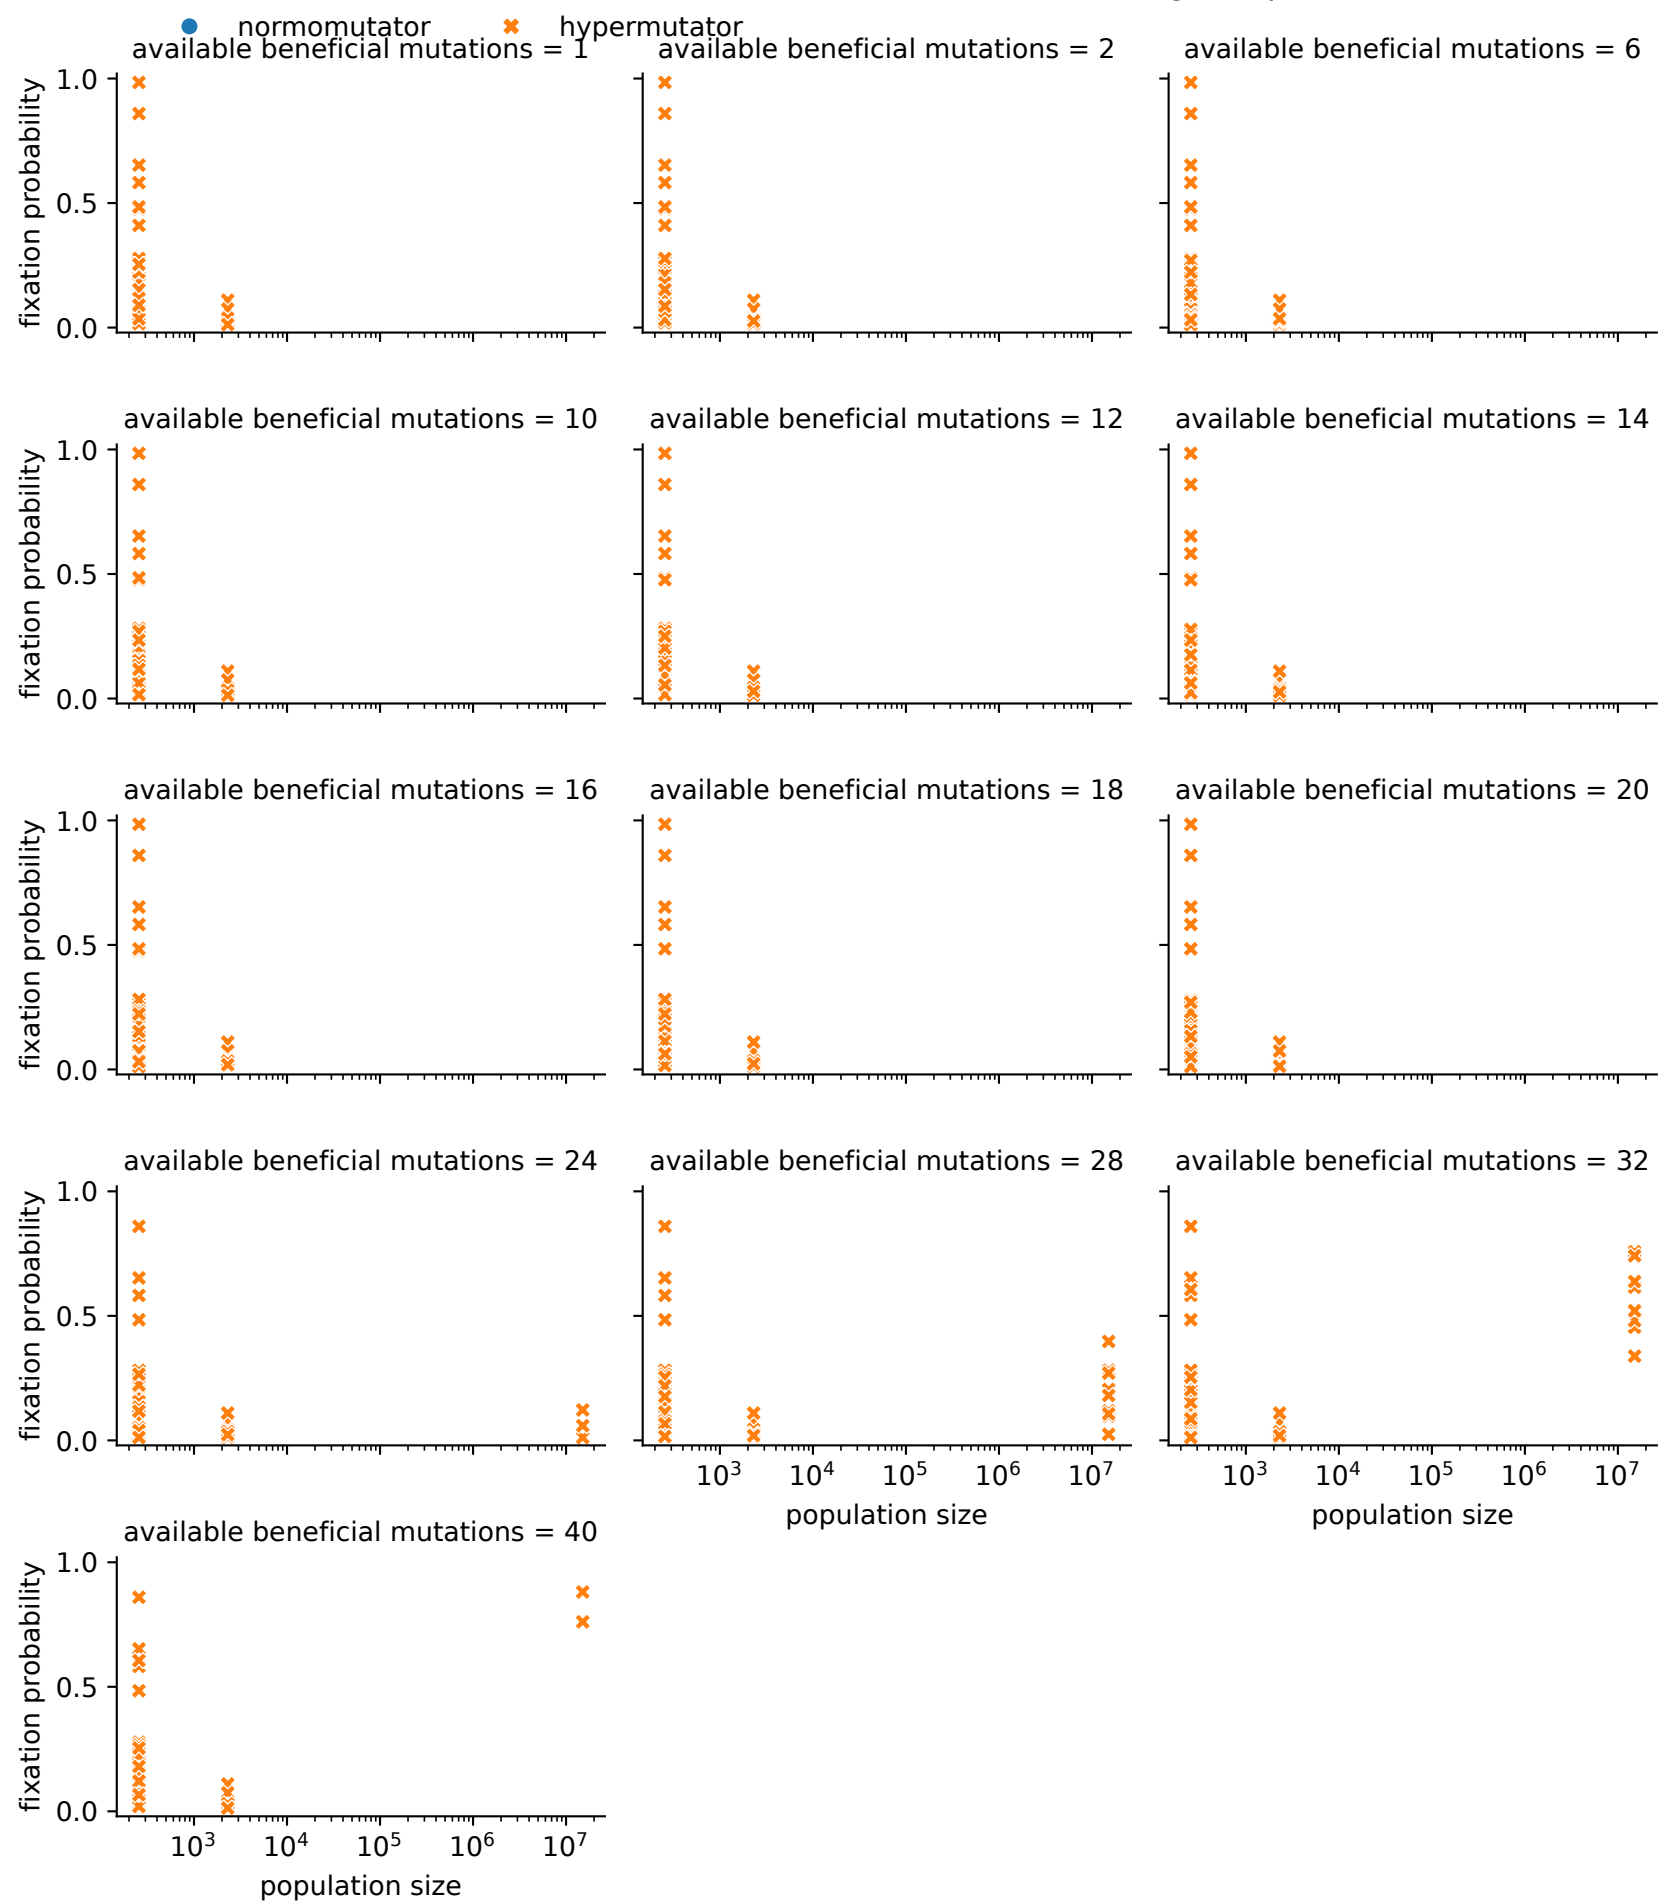 normomutator hypermutator
available beneficial mutations = 1 available beneficial mutations = 2 available beneficial mutations = 6
fixation probability
1.0
0.5
0.0
available beneficial mutations = 10 available beneficial mutations = 12 available beneficial mutations = 14
fixation probability
1.0
0.5
0.0
available beneficial mutations = 16 available beneficial mutations = 18 available beneficial mutations = 20
fixation probability
1.0
0.5
0.0
available beneficial mutations = 24 available beneficial mutations = 28 available beneficial mutations = 32
fixation probability
1.0
0.5
0.0
10³ 10⁴ 10⁵ 10⁶ 10⁷ 10³ 10⁴ 10⁵ 10⁶ 10⁷
population size population size
available beneficial mutations = 40
fixation probability
1.0
0.5
0.0
10³ 10⁴ 10⁵ 10⁶ 10⁷
population size